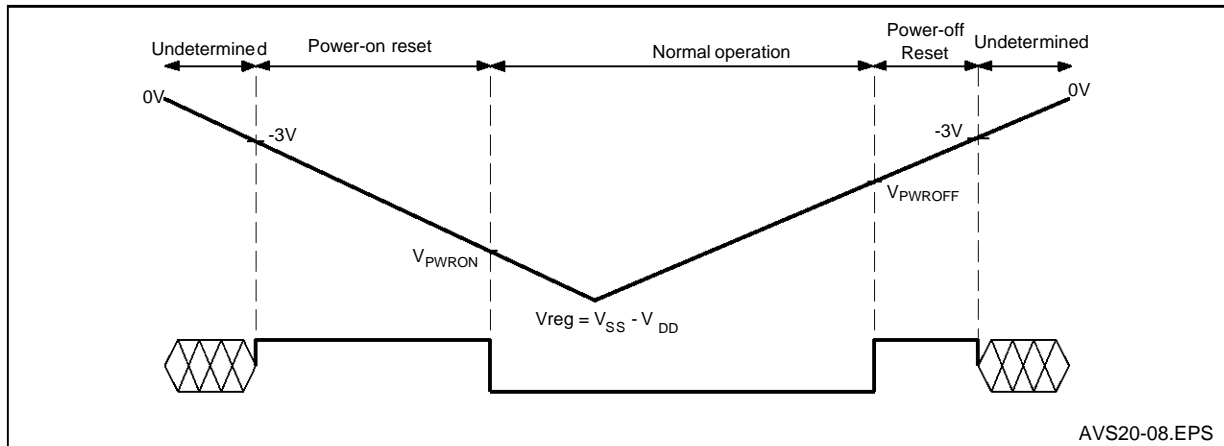 Undetermined
Power-on reset
Normal operation
Power-off
Reset
Undetermined
0V
0V
-3V
-3V
VPWROFF
VPWRON
Vreg = VSS - VDD
AVS20-08.EPS